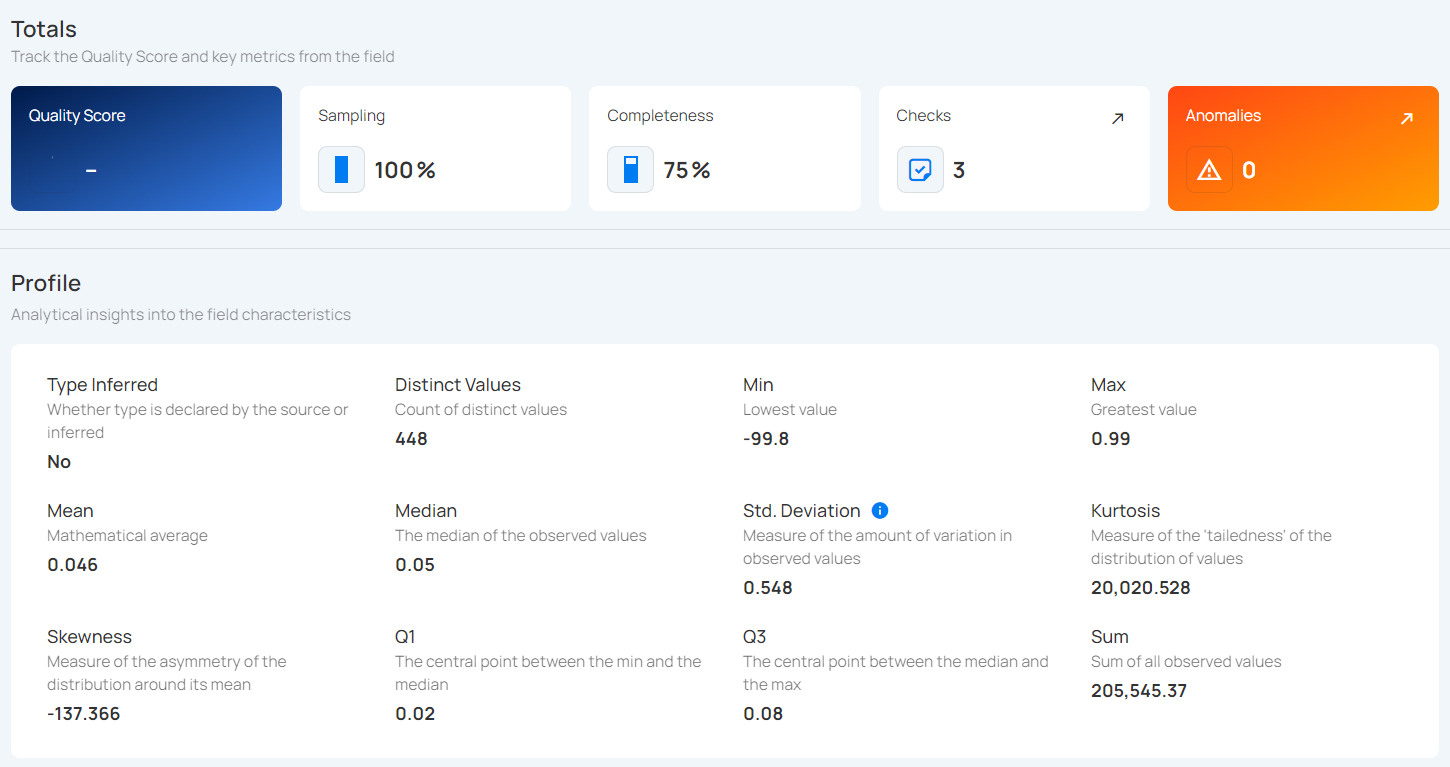 Totals
Track the Quality Score and key metrics from the field
Quality Score
–
Sampling
100%
Completeness
75%
Checks
3
Anomalies
0
Profile
Analytical insights into the field characteristics
Type Inferred
Whether type is declared by the source or
inferred
No
Distinct Values
Count of distinct values
448
Min
Lowest value
-99.8
Max
Greatest value
0.99
Mean
Mathematical average
0.046
Median
The median of the observed values
0.05
Std. Deviation
Measure of the amount of variation in
observed values
0.548
Kurtosis
Measure of the 'tailedness' of the
distribution of values
20,020.528
Skewness
Measure of the asymmetry of the
distribution around its mean
-137.366
Q1
The central point between the min and the
median
0.02
Q3
The central point between the median and
the max
0.08
Sum
Sum of all observed values
205,545.37